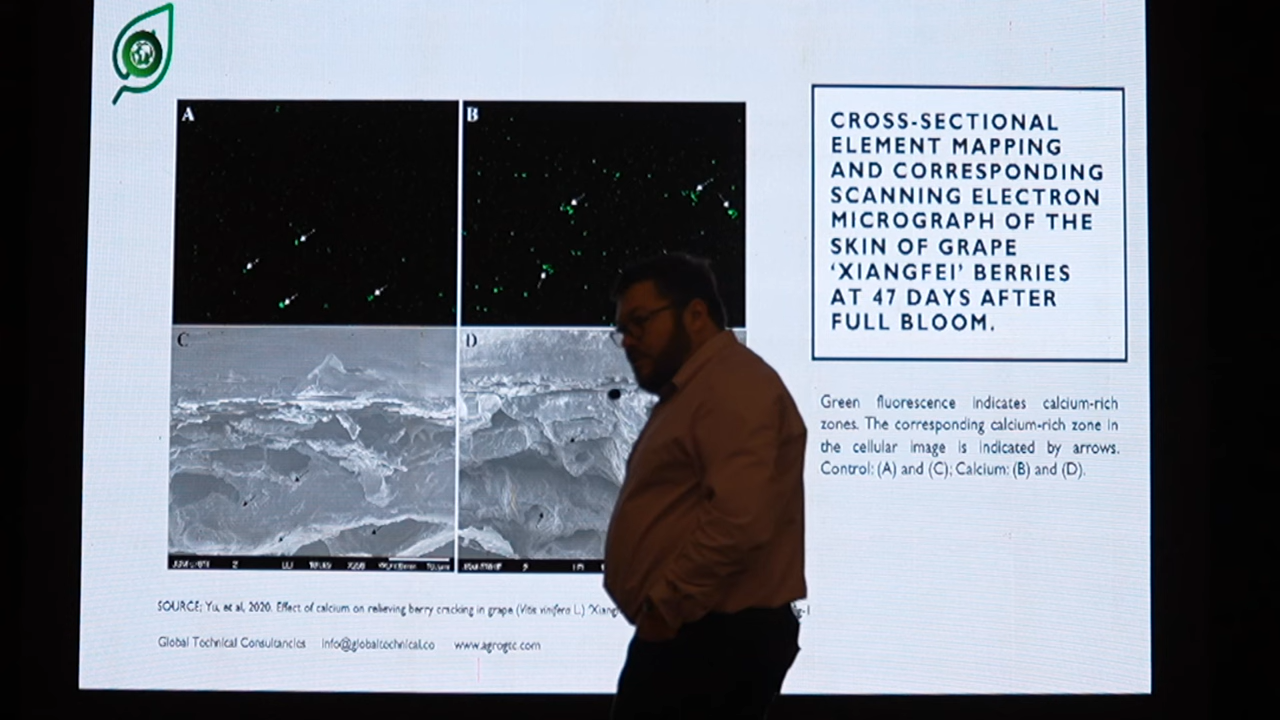 A
B
C
D
CROSS-SECTIONAL
ELEMENT MAPPING
AND CORRESPONDING
SCANNING ELECTRON
MICROGRAPH OF THE
SKIN OF GRAPE
‘XIANGFEI’ BERRIES
AT 47 DAYS AFTER
FULL BLOOM.
Green fluorescence indicates calcium-rich
zones. The corresponding calcium-rich zone in
the cellular image is indicated by arrows.
Control: (A) and (C); Calcium: (B) and (D).
SOURCE: Yu, et al, 2020. Effect of calcium on relieving berry cracking in grape (Vitis vinifera L.)
Global Technical Consultancies info@globaltechnical.co www.agrogtc.com